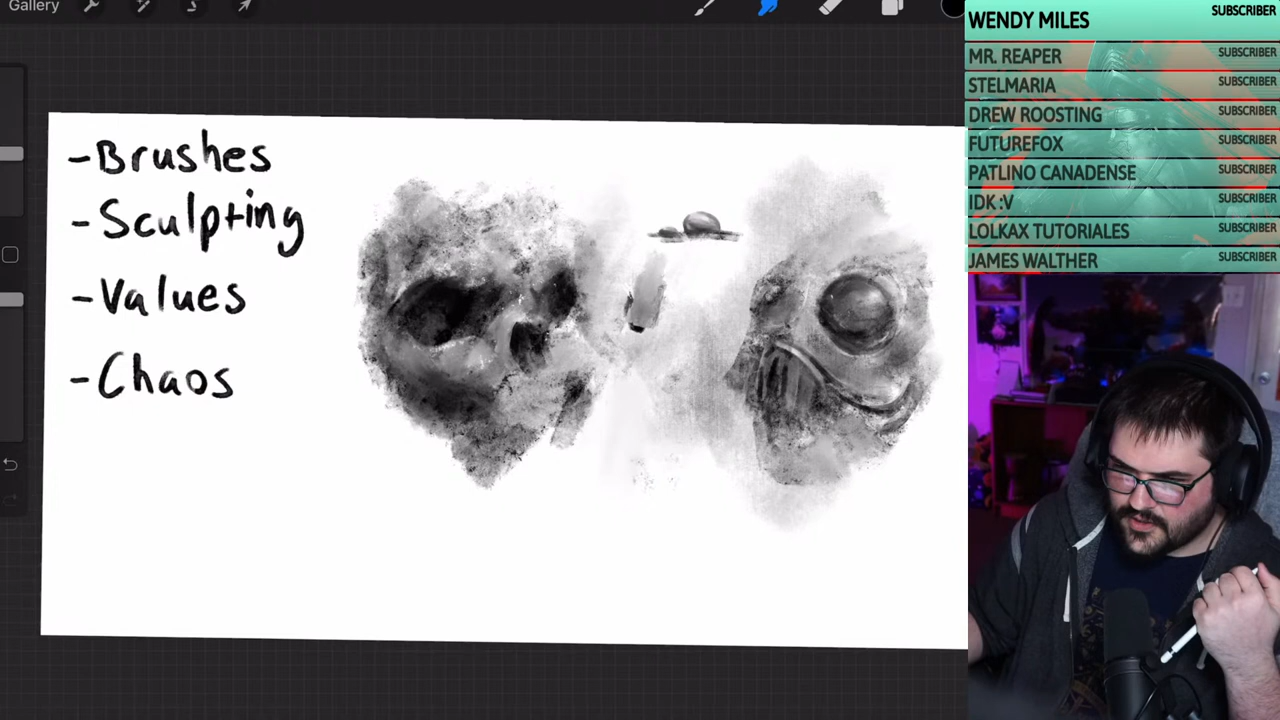 Gallery
-Brushes
-Sculpting
-Values
-Chaos
WENDY MILES SUBSCRIBER
MR. REAPER SUBSCRIBER
STELMARIA SUBSCRIBER
DREW ROOSTING SUBSCRIBER
FUTUREFOX SUBSCRIBER
PATLINO CANADENSE SUBSCRIBER
IDK :V SUBSCRIBER
LOLKAX TUTORIALES SUBSCRIBER
JAMES WALTHER SUBSCRIBER